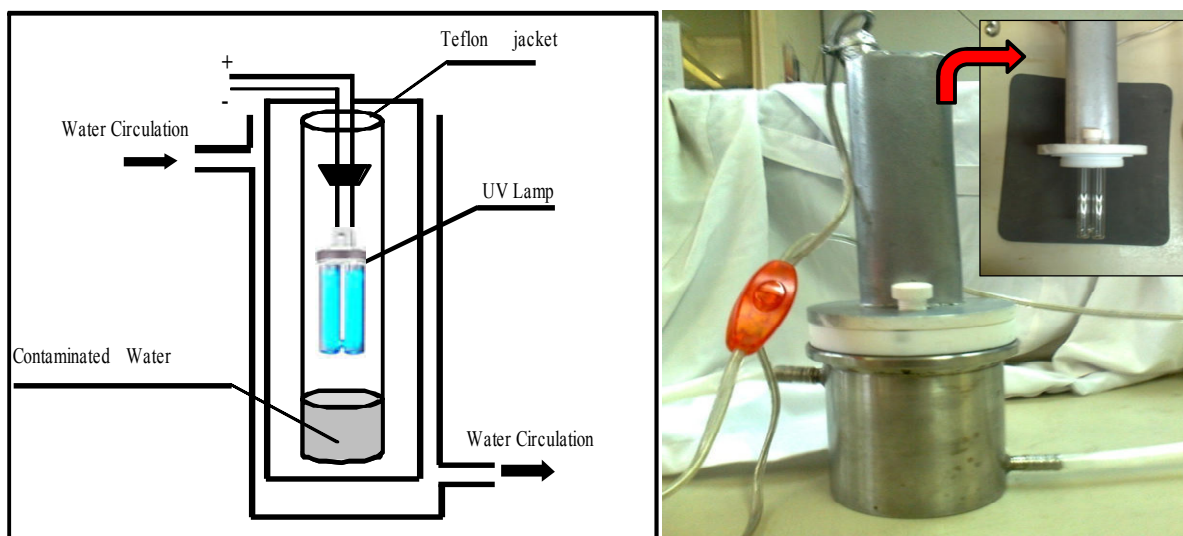 Teflon jacket
+
-
Water Circulation
UV Lamp
Contaminated Water
Water Circulation